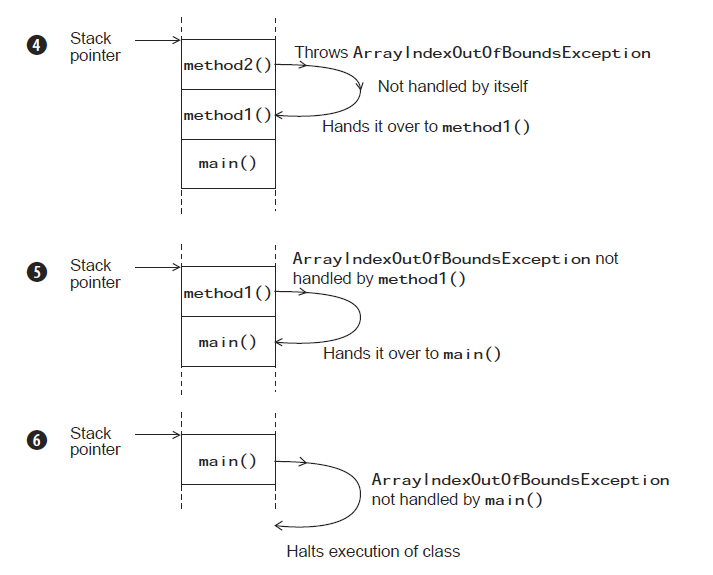 4
Stack
pointer
Throws ArrayIndexOutOfBoundsException
method2()
Not handled by itself
method1()
Hands it over to method1()
main()
5
Stack
pointer
ArrayIndexOutOfBoundsException not
handled by method1()
method1()
main()
Hands it over to main()
6
Stack
pointer
main()
ArrayIndexOutOfBoundsException
not handled by main()
Halts execution of class